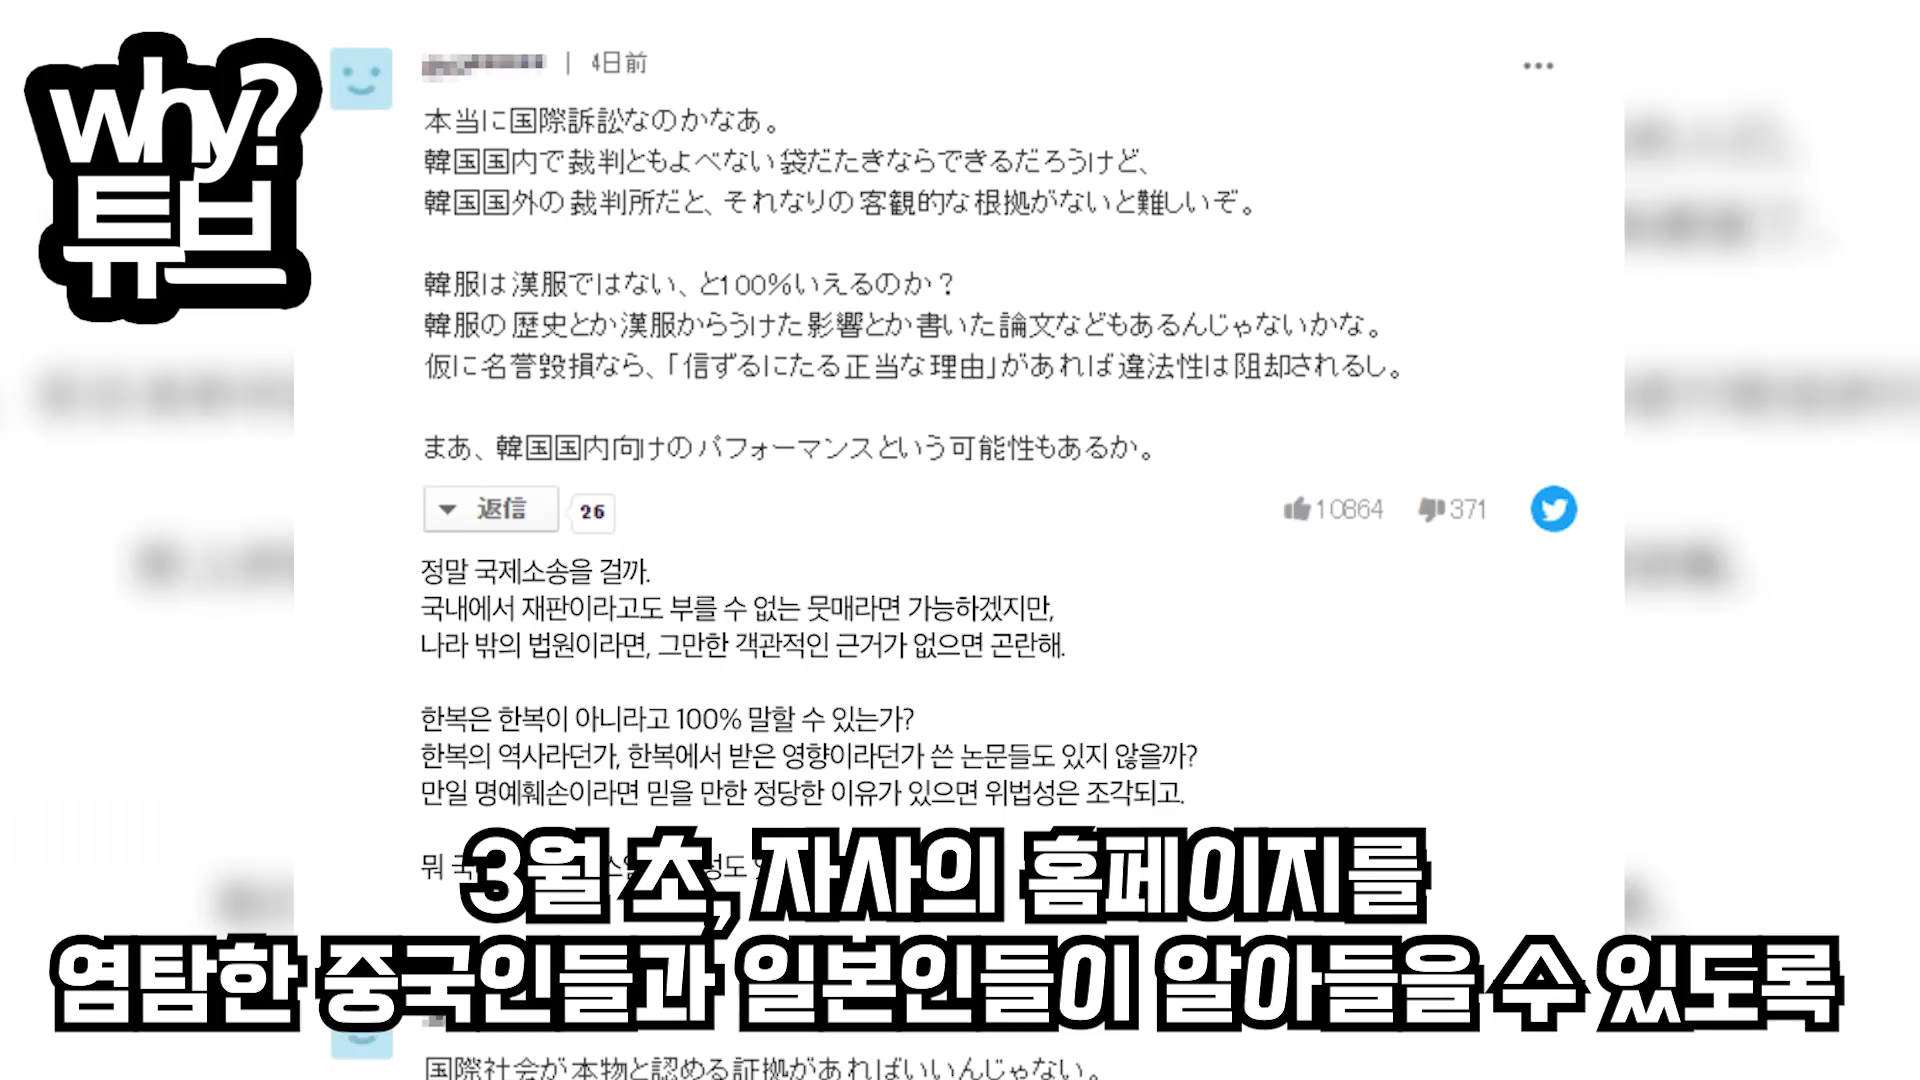 why?
튜브
4日前
本当に国際訴訟なのかなあ。
韓国国内で裁判ともよべない袋だたきならできるだろうけど、
韓国国外の裁判所だと、それなりの客観的な根拠がないと難しいぞ。
韓服は漢服ではない、と100%いえるのか？
韓服の歴史とか漢服からうけた影響とか書いた論文などもあるんじゃないかな。
仮に名誉毀損なら、「信ずるにたる正当な理由」があれば違法性は阻却されるし。
まあ、韓国国内向けのパフォーマンスという可能性もあるか。
返信 26
10864 371
정말 국제소송을 걸까.
국내에서 재판이라고도 부를 수 없는 뭇매라면 가능하겠지만,
나라 밖의 법원이라면, 그만한 객관적인 근거가 없으면 곤란해.
한복은 한복이 아니라고 100% 말할 수 있는가?
한복의 역사라던가, 한복에서 받은 영향이라던가 쓴 논문들도 있지 않을까?
만일 명예훼손이라면 믿을 만한 정당한 이유가 있으면 위법성은 조각되고.
뭐
3월 초, 자사의 홈페이지를
염탐한 중국인들과 일본인들이 알아들을 수 있도록
国際社会が本物と認める証拠があればいいんじゃない。